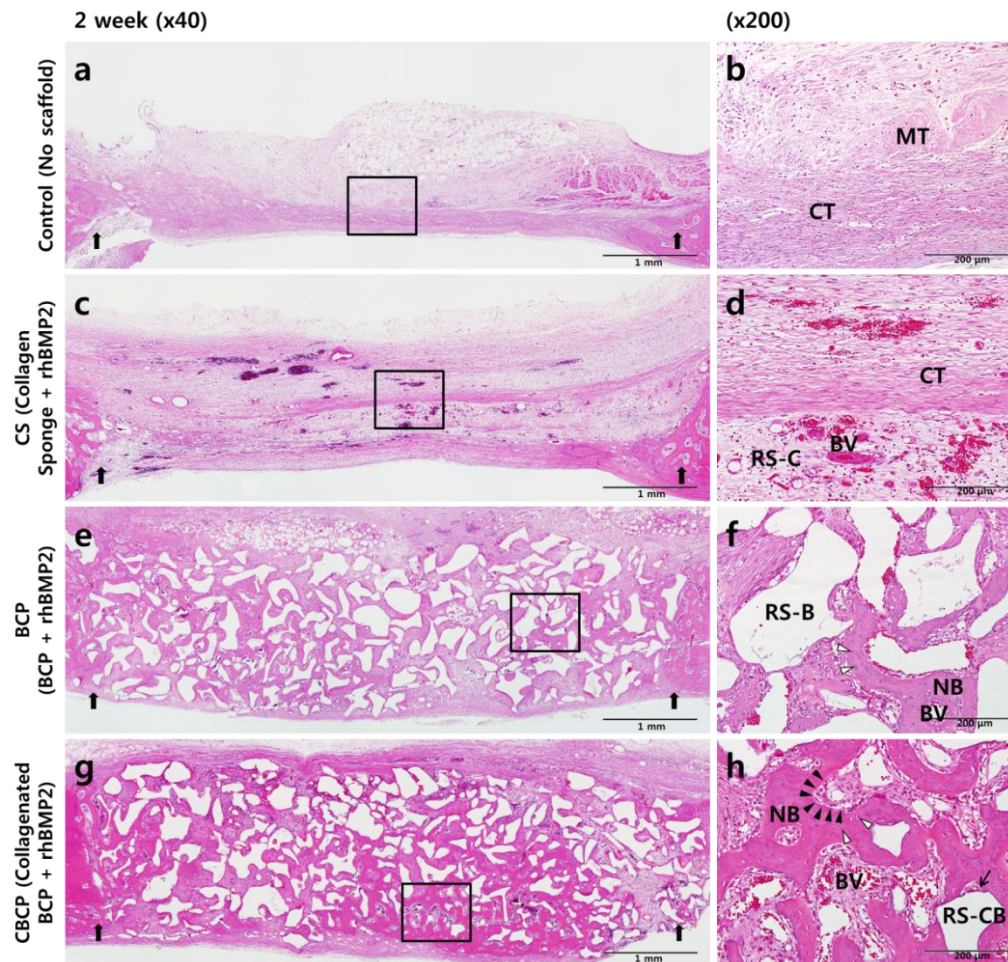 2 week (x40)
(x200)
Control (No scaffold)
a
1 mm
b
MT
CT
200 μm
CS (Collagen
Sponge + rhBMP2)
c
1 mm
d
CT
BV
RS-C
200 μm
BCP
(BCP + rhBMP2)
e
1 mm
f
RS-B
NB
BV
200 μm
CBCP (Collagenated
BCP + rhBMP2)
g
1 mm
h
NB
BV
RS-CB
200 μm